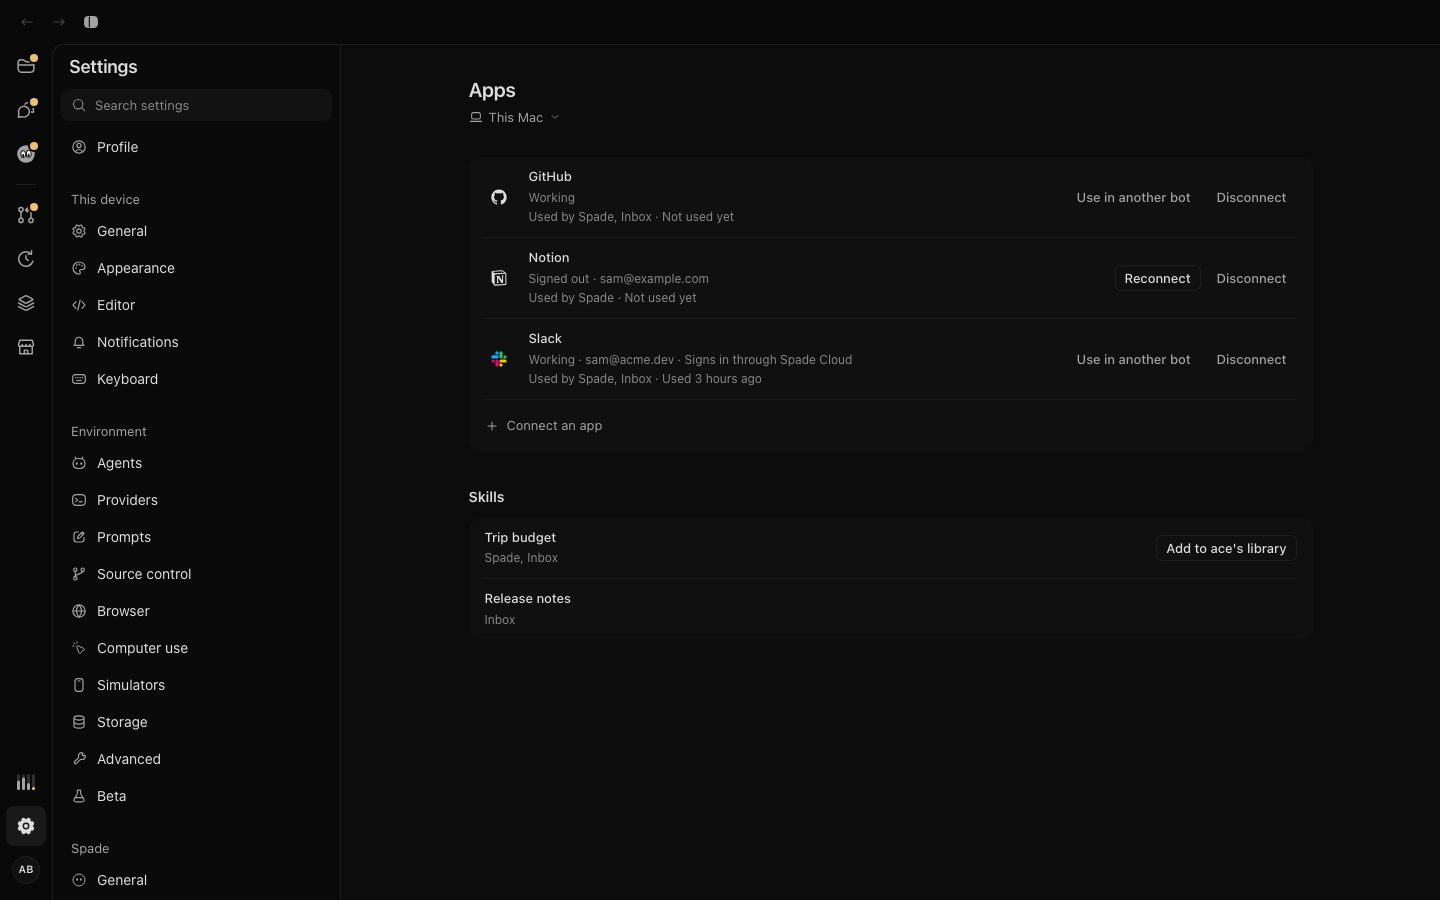 Settings
Search settings
Profile
This device
General
Appearance
Editor
Notifications
Keyboard
Environment
Agents
Providers
Prompts
Source control
Browser
Computer use
Simulators
Storage
Advanced
Beta
Spade
General
AB
Apps
This Mac
GitHub
Working
Used by Spade, Inbox · Not used yet
Use in another bot
Disconnect
Notion
Signed out · sam@example.com
Used by Spade · Not used yet
Reconnect
Disconnect
Slack
Working · sam@acme.dev · Signs in through Spade Cloud
Used by Spade, Inbox · Used 3 hours ago
Use in another bot
Disconnect
Connect an app
Skills
Trip budget
Spade, Inbox
Add to ace's library
Release notes
Inbox